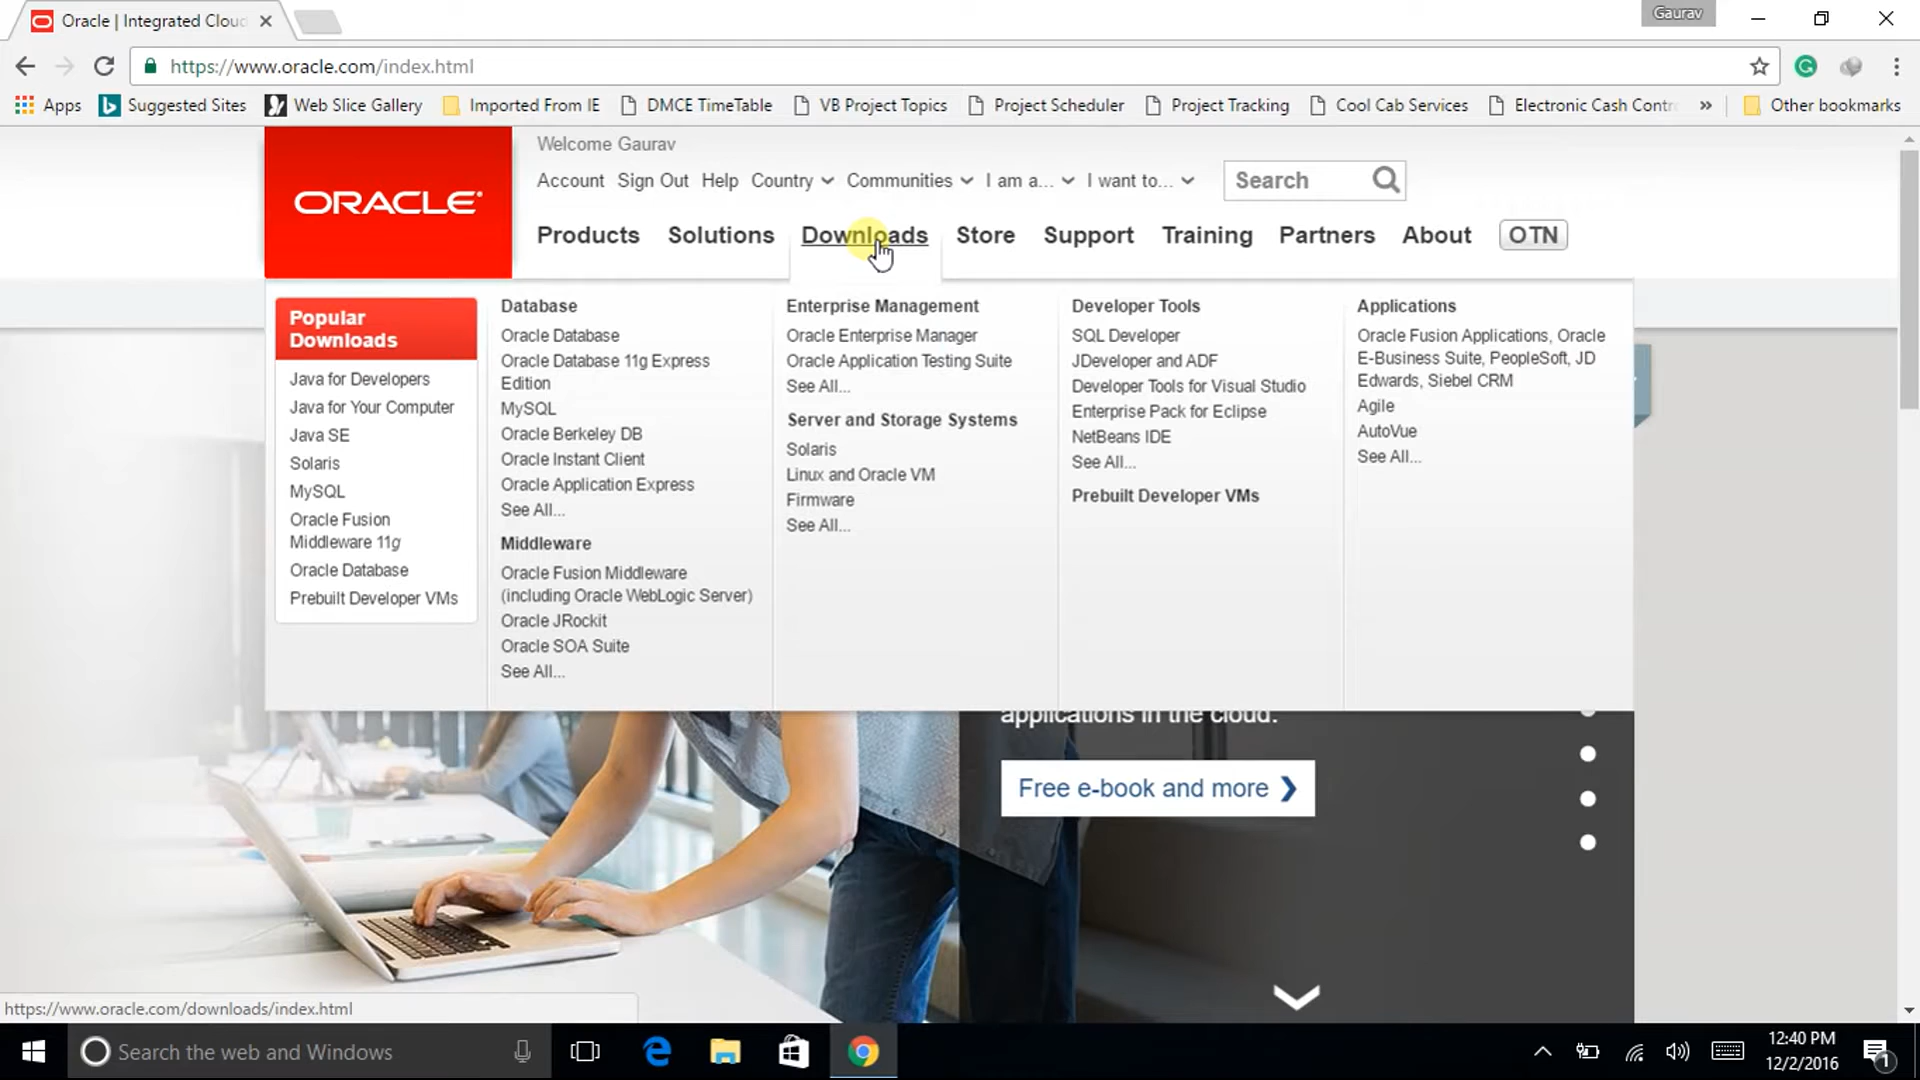 Oracle | Integrated Cloud
Gaurav
https://www.oracle.com/index.html
Apps Suggested Sites Web Slice Gallery Imported From IE DMCE TimeTable VB Project Topics Project Scheduler Project Tracking Cool Cab Services Electronic Cash Contr » Other bookmarks
ORACLE
Welcome Gaurav
Account Sign Out Help Country Communities I am a... I want to... Search
Products Solutions Downloads Store Support Training Partners About OTN
Popular
Downloads
Java for Developers
Java for Your Computer
Java SE
Solaris
MySQL
Oracle Fusion
Middleware 11g
Oracle Database
Prebuilt Developer VMs
Database
Oracle Database
Oracle Database 11g Express
Edition
MySQL
Oracle Berkeley DB
Oracle Instant Client
Oracle Application Express
See All...
Middleware
Oracle Fusion Middleware
(including Oracle WebLogic Server)
Oracle JRockit
Oracle SOA Suite
See All...
Enterprise Management
Oracle Enterprise Manager
Oracle Application Testing Suite
See All...
Server and Storage Systems
Solaris
Linux and Oracle VM
Firmware
See All...
Developer Tools
SQL Developer
JDeveloper and ADF
Developer Tools for Visual Studio
Enterprise Pack for Eclipse
NetBeans IDE
See All...
Prebuilt Developer VMs
Applications
Oracle Fusion Applications, Oracle
E-Business Suite, PeopleSoft, JD
Edwards, Siebel CRM
Agile
AutoVue
See All...
applications in the cloud.
Free e-book and more
https://www.oracle.com/downloads/index.html
Search the web and Windows
12:40 PM
12/2/2016
1